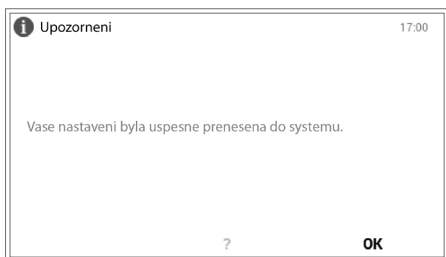 Upozorneni 17:00
Vase nastaveni byla uspesne prenesena do systemu.
? OK